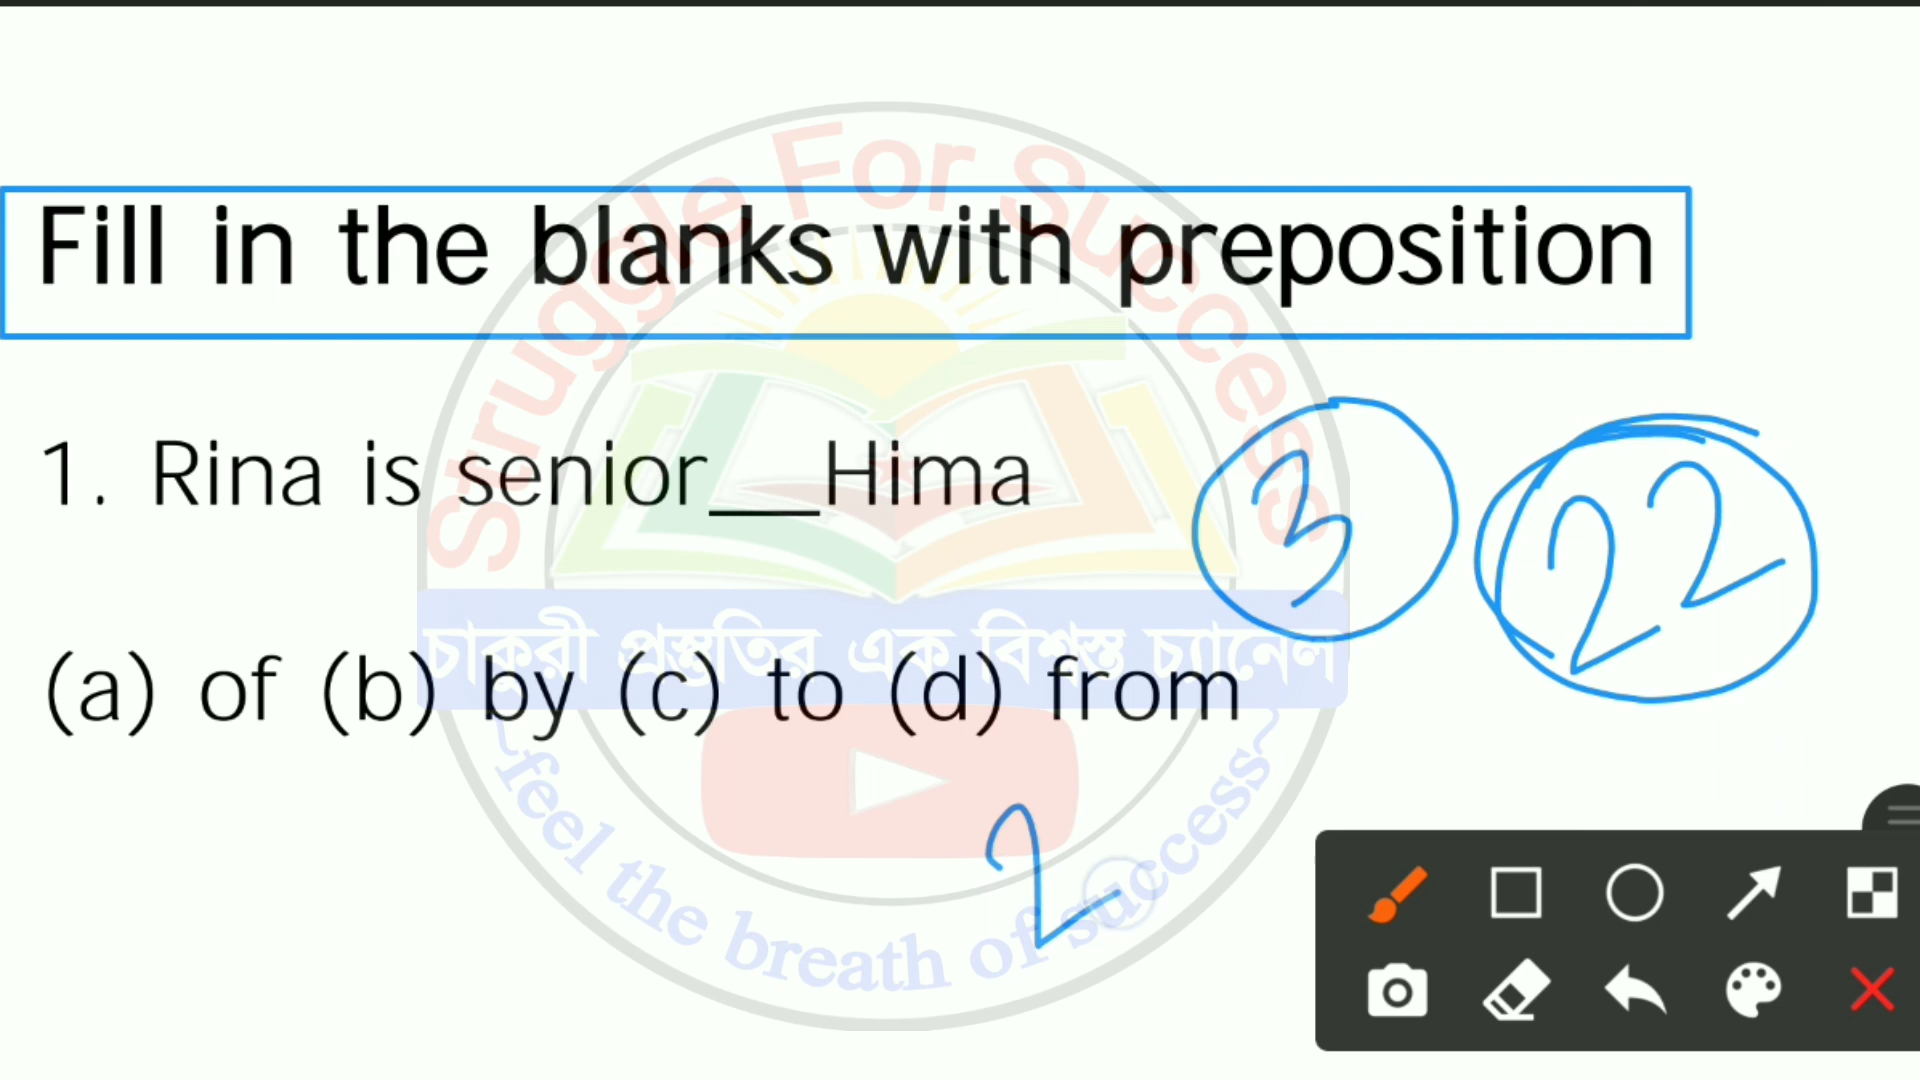 Struggle For Success
Fill in the blanks with preposition
1. Rina is senior___Hima
3
22
চাকরী প্রস্তুতির এক বিশ্বস্ত চ্যানেল
(a) of (b) by (c) to (d) from
2
~feel the breath of success~